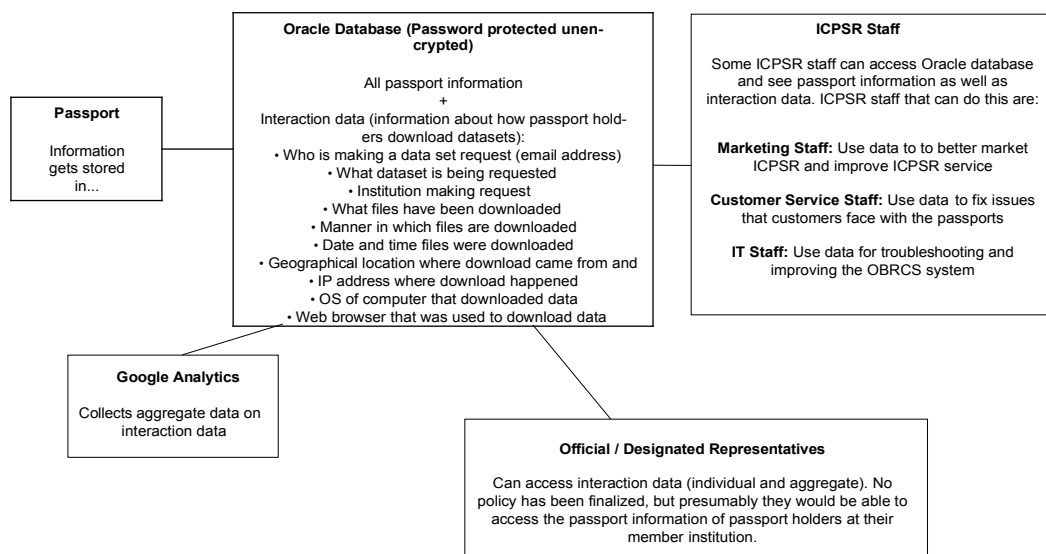 Passport
Information
gets stored
in...
Oracle Database (Password protected unen-
crypted)
All passport information
+
Interaction data (information about how passport hold-
ers download datasets):
• Who is making a data set request (email address)
• What dataset is being requested
• Institution making request
• What files have been downloaded
• Manner in which files are downloaded
• Date and time files were downloaded
• Geographical location where download came from and
• IP address where download happened
• OS of computer that downloaded data
• Web browser that was used to download data
ICPSR Staff
Some ICPSR staff can access Oracle database
and see passport information as well as
interaction data. ICPSR staff that can do this are:
Marketing Staff: Use data to to better market
ICPSR and improve ICPSR service
Customer Service Staff: Use data to fix issues
that customers face with the passports
IT Staff: Use data for troubleshooting and
improving the OBRCS system
Google Analytics
Collects aggregate data on
interaction data
Official / Designated Representatives
Can access interaction data (individual and aggregate). No
policy has been finalized, but presumably they would be able to
access the passport information of passport holders at their
member institution.